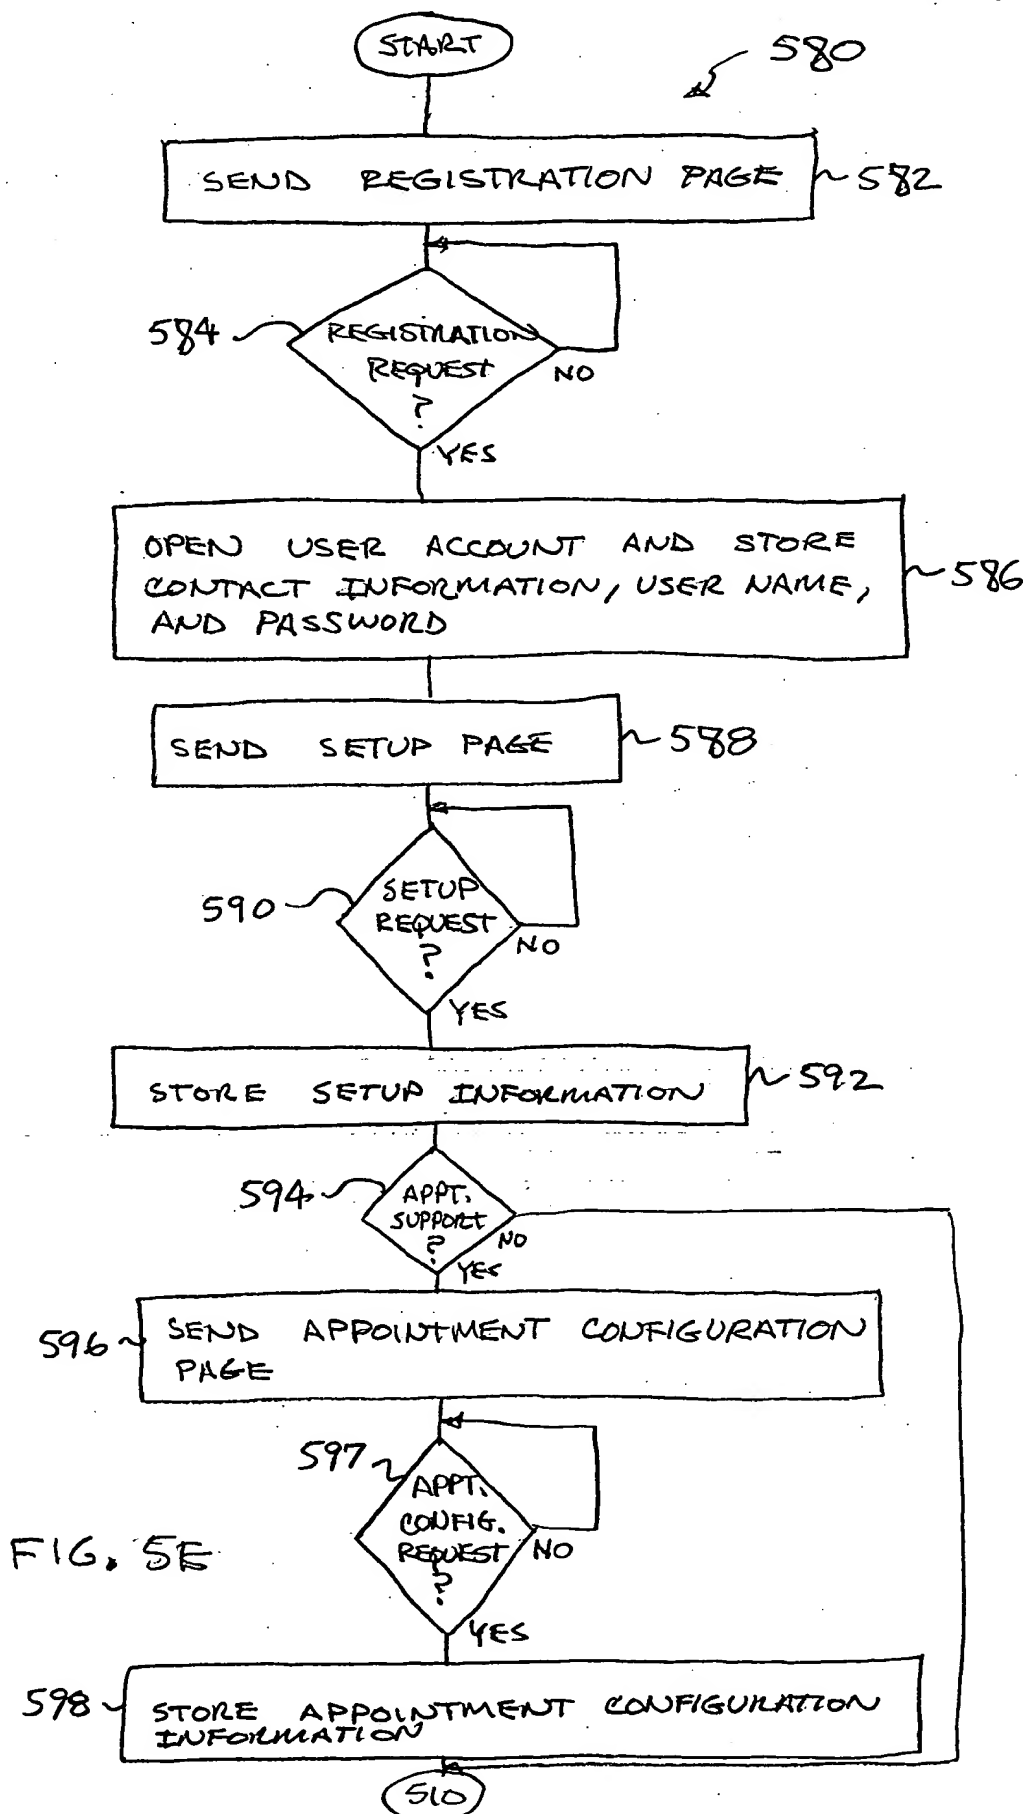 START
580
SEND REGISTRATION PAGE
582
584
REGISTRATION
REQUEST
?
NO
YES
OPEN USER ACCOUNT AND STORE
CONTACT INFORMATION, USER NAME,
AND PASSWORD
586
SEND SETUP PAGE
588
590
SETUP
REQUEST
?
NO
YES
STORE SETUP INFORMATION
592
594
APPT.
SUPPORT
?
NO
YES
596
SEND APPOINTMENT CONFIGURATION
PAGE
597
APPT.
CONFIG.
REQUEST
?
NO
YES
FIG. 5E
598
STORE APPOINTMENT CONFIGURATION
INFORMATION
510